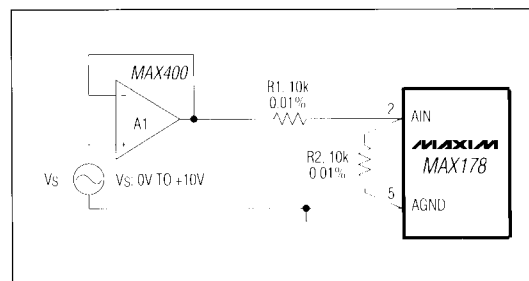 MAX400
−
A1
+
VS
VS: 0V TO +10V
R1, 10k
0.01%
R2, 10k
0.01%
2
AIN
MAXIM
MAX178
5
AGND